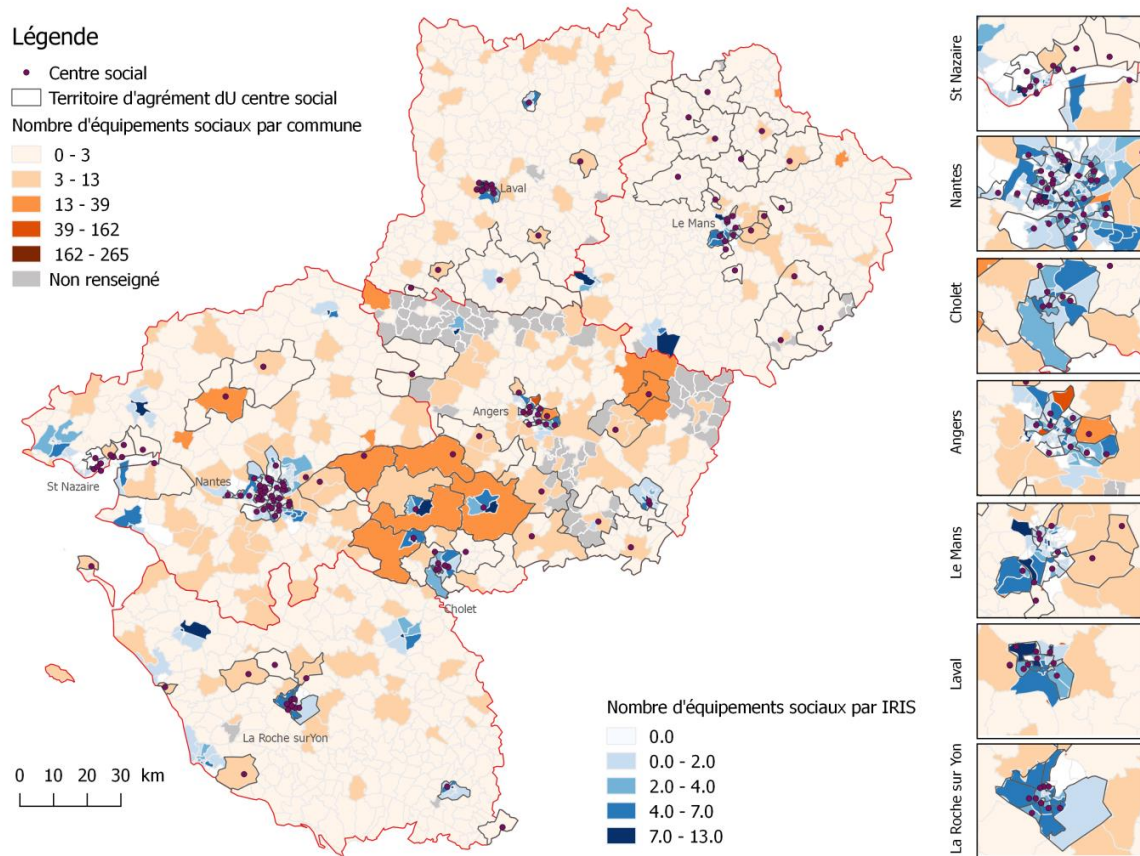 Légende
Centre social
Territoire d'agrément dU centre social
Nombre d'équipements sociaux par commune
0 - 3
3 - 13
13 - 39
39 - 162
162 - 265
Non renseigné
Laval
Le Mans
Angers
St Nazaire
Nantes
Cholet
La Roche surYon
0 10 20 30 km
Nombre d'équipements sociaux par IRIS
0.0
0.0 - 2.0
2.0 - 4.0
4.0 - 7.0
7.0 - 13.0
St Nazaire
Nantes
Cholet
Angers
Le Mans
Laval
La Roche sur Yon